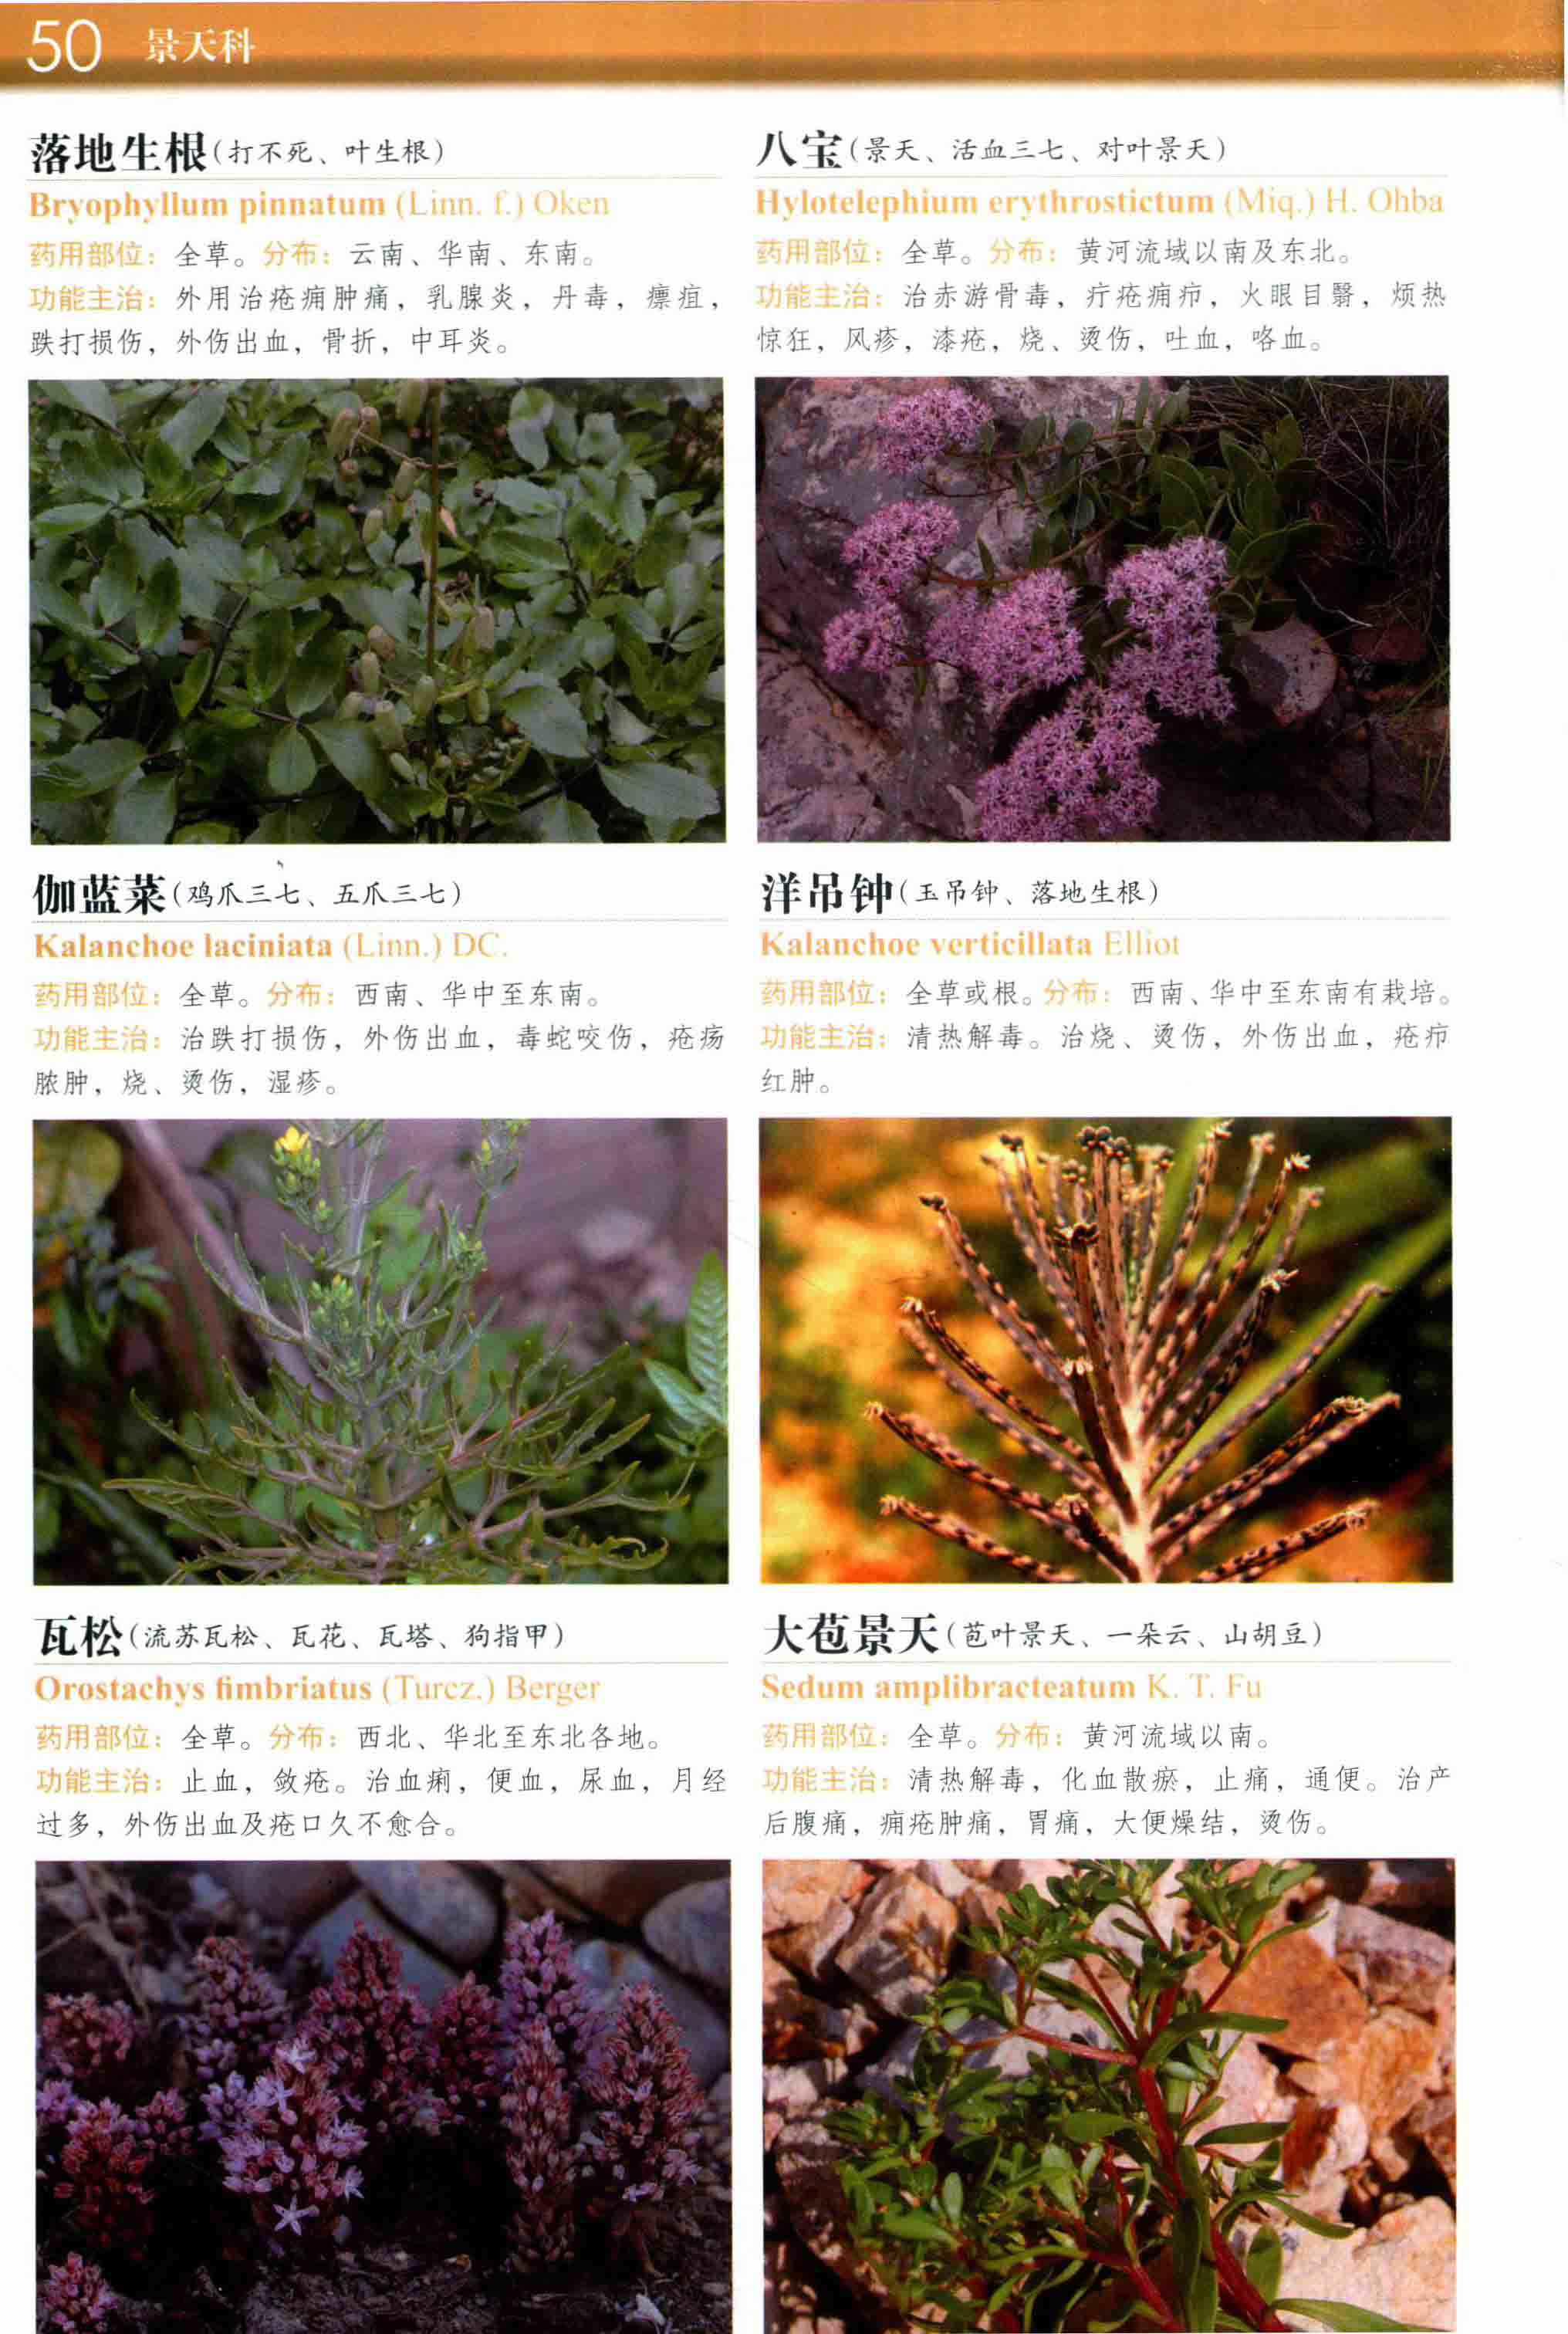 50 景天科
落地生根(打不死、叶生根)
Bryophyllum pinnatum (Linn. f.) Oken
药用部位：全草。分布：云南、华南、东南。
功能主治：外用治疮痈肿痛，乳腺炎，丹毒，瘭疽，
跌打损伤，外伤出血，骨折，中耳炎。
八宝(景天、活血三七、对叶景天)
Hylotelephium erythrostictum (Miq.) H. Ohba
药用部位：全草。分布：黄河流域以南及东北。
功能主治：治赤游骨毒，疔疮痈疖，火眼目翳，烦热
惊狂，风疹，漆疮，烧、烫伤，吐血，咯血。
伽蓝菜(鸡爪三七、五爪三七)
Kalanchoe laciniata (Linn.) DC.
药用部位：全草。分布：西南、华中至东南。
功能主治：治跌打损伤，外伤出血，毒蛇咬伤，疮疡
脓肿，烧、烫伤，湿疹。
洋吊钟(玉吊钟、落地生根)
Kalanchoe verticillata Elliot
药用部位：全草或根。分布：西南、华中至东南有栽培。
功能主治：清热解毒。治烧、烫伤，外伤出血，疮疖
红肿。
瓦松(流苏瓦松、瓦花、瓦塔、狗指甲)
Orostachys fimbriatus (Turcz.) Berger
药用部位：全草。分布：西北、华北至东北各地。
功能主治：止血，敛疮。治血痢，便血，尿血，月经
过多，外伤出血及疮口久不愈合。
大苞景天(苞叶景天、一朵云、山胡豆)
Sedum amplibracteatum K. T. Fu
药用部位：全草。分布：黄河流域以南。
功能主治：清热解毒，化血散瘀，止痛，通便。治产
后腹痛，痈疮肿痛，胃痛，大便燥结，烫伤。